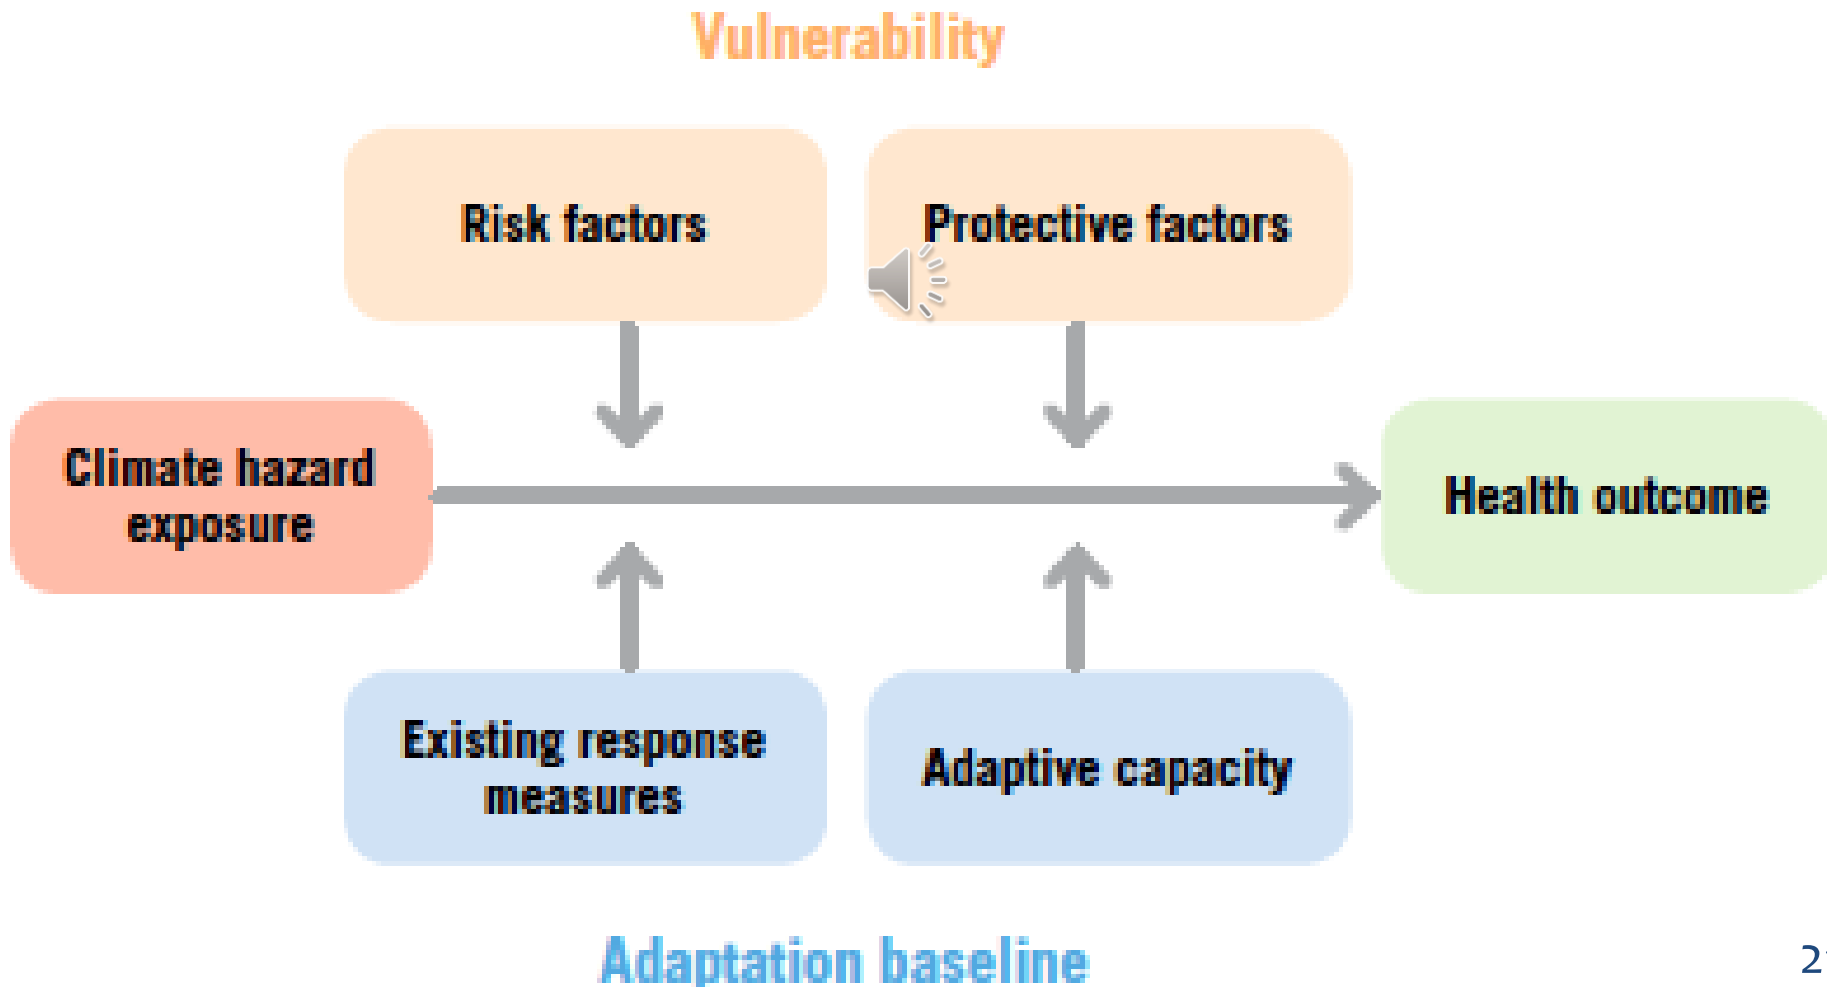 Vulnerability
Risk factors
Protective factors
Climate hazard
exposure
Health outcome
Existing response
measures
Adaptive capacity
Adaptation baseline